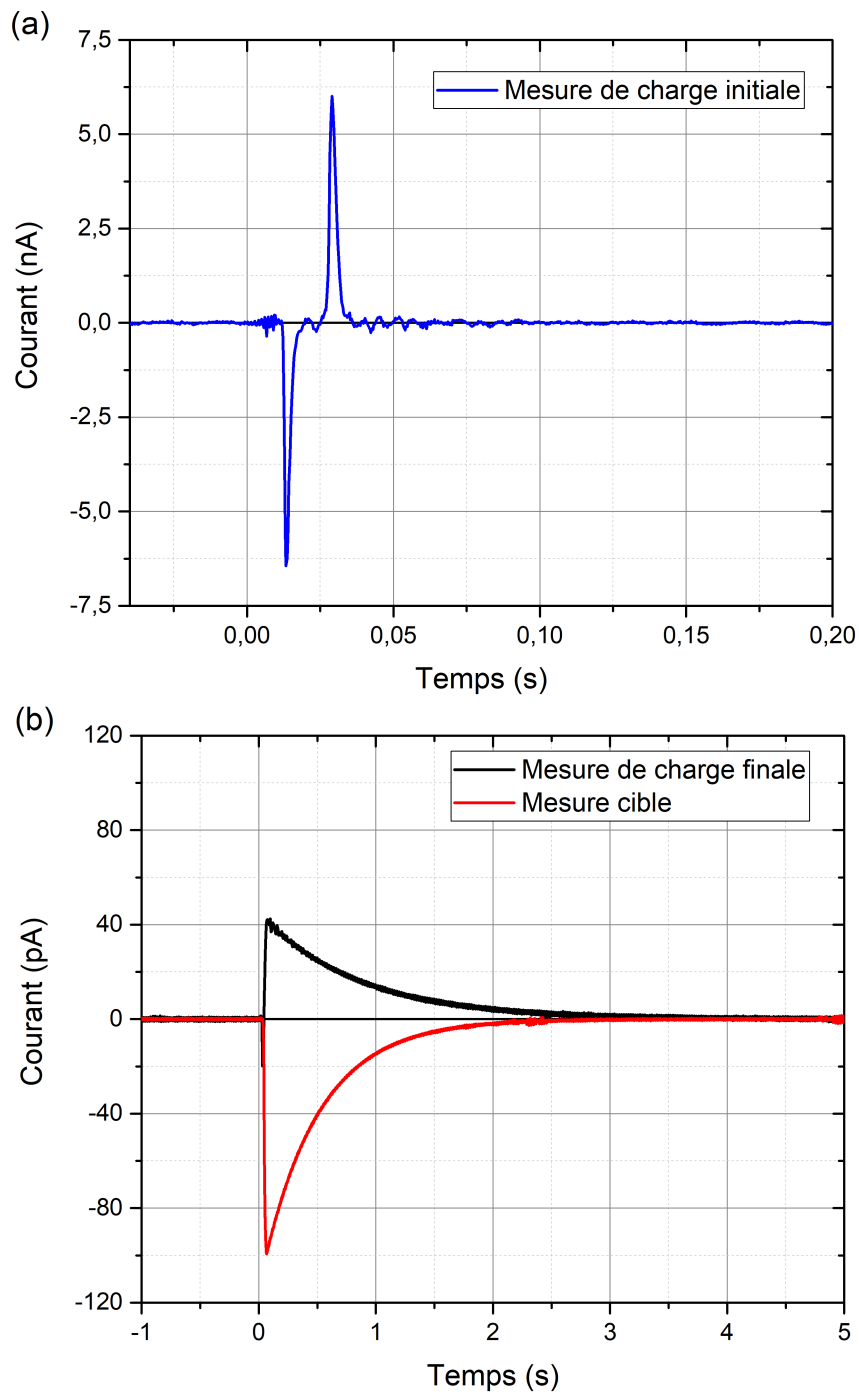 (a)
7,5
5,0
2,5
0,0
-2,5
-5,0
-7,5
Courant (nA)
Mesure de charge initiale
0,00
0,05
0,10
0,15
0,20
Temps (s)
(b)
120
80
40
0
-40
-80
-120
Courant (pA)
Mesure de charge finale
Mesure cible
-1
0
1
2
3
4
5
Temps (s)